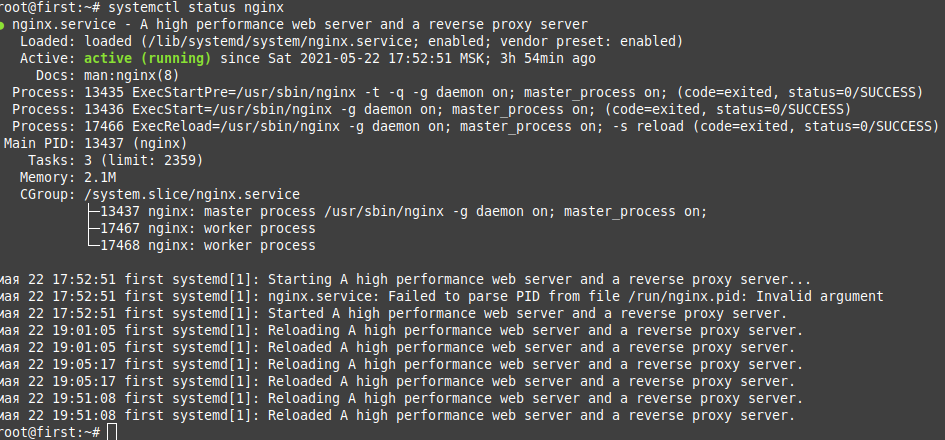 root@first:~# systemctl status nginx
● nginx.service - A high performance web server and a reverse proxy server
Loaded: loaded (/lib/systemd/system/nginx.service; enabled; vendor preset: enabled)
Active: active (running) since Sat 2021-05-22 17:52:51 MSK; 3h 54min ago
Docs: man:nginx(8)
Process: 13435 ExecStartPre=/usr/sbin/nginx -t -q -g daemon on; master_process on; (code=exited, status=0/SUCCESS)
Process: 13436 ExecStart=/usr/sbin/nginx -g daemon on; master_process on; (code=exited, status=0/SUCCESS)
Process: 17466 ExecReload=/usr/sbin/nginx -g daemon on; master_process on; -s reload (code=exited, status=0/SUCCESS)
Main PID: 13437 (nginx)
Tasks: 3 (limit: 2359)
Memory: 2.1M
CGroup: /system.slice/nginx.service
├─13437 nginx: master process /usr/sbin/nginx -g daemon on; master_process on;
├─17467 nginx: worker process
└─17468 nginx: worker process
мая 22 17:52:51 first systemd[1]: Starting A high performance web server and a reverse proxy server...
мая 22 17:52:51 first systemd[1]: nginx.service: Failed to parse PID from file /run/nginx.pid: Invalid argument
мая 22 17:52:51 first systemd[1]: Started A high performance web server and a reverse proxy server.
мая 22 19:01:05 first systemd[1]: Reloading A high performance web server and a reverse proxy server.
мая 22 19:01:05 first systemd[1]: Reloaded A high performance web server and a reverse proxy server.
мая 22 19:05:17 first systemd[1]: Reloading A high performance web server and a reverse proxy server.
мая 22 19:05:17 first systemd[1]: Reloaded A high performance web server and a reverse proxy server.
мая 22 19:51:08 first systemd[1]: Reloading A high performance web server and a reverse proxy server.
мая 22 19:51:08 first systemd[1]: Reloaded A high performance web server and a reverse proxy server.
root@first:~#